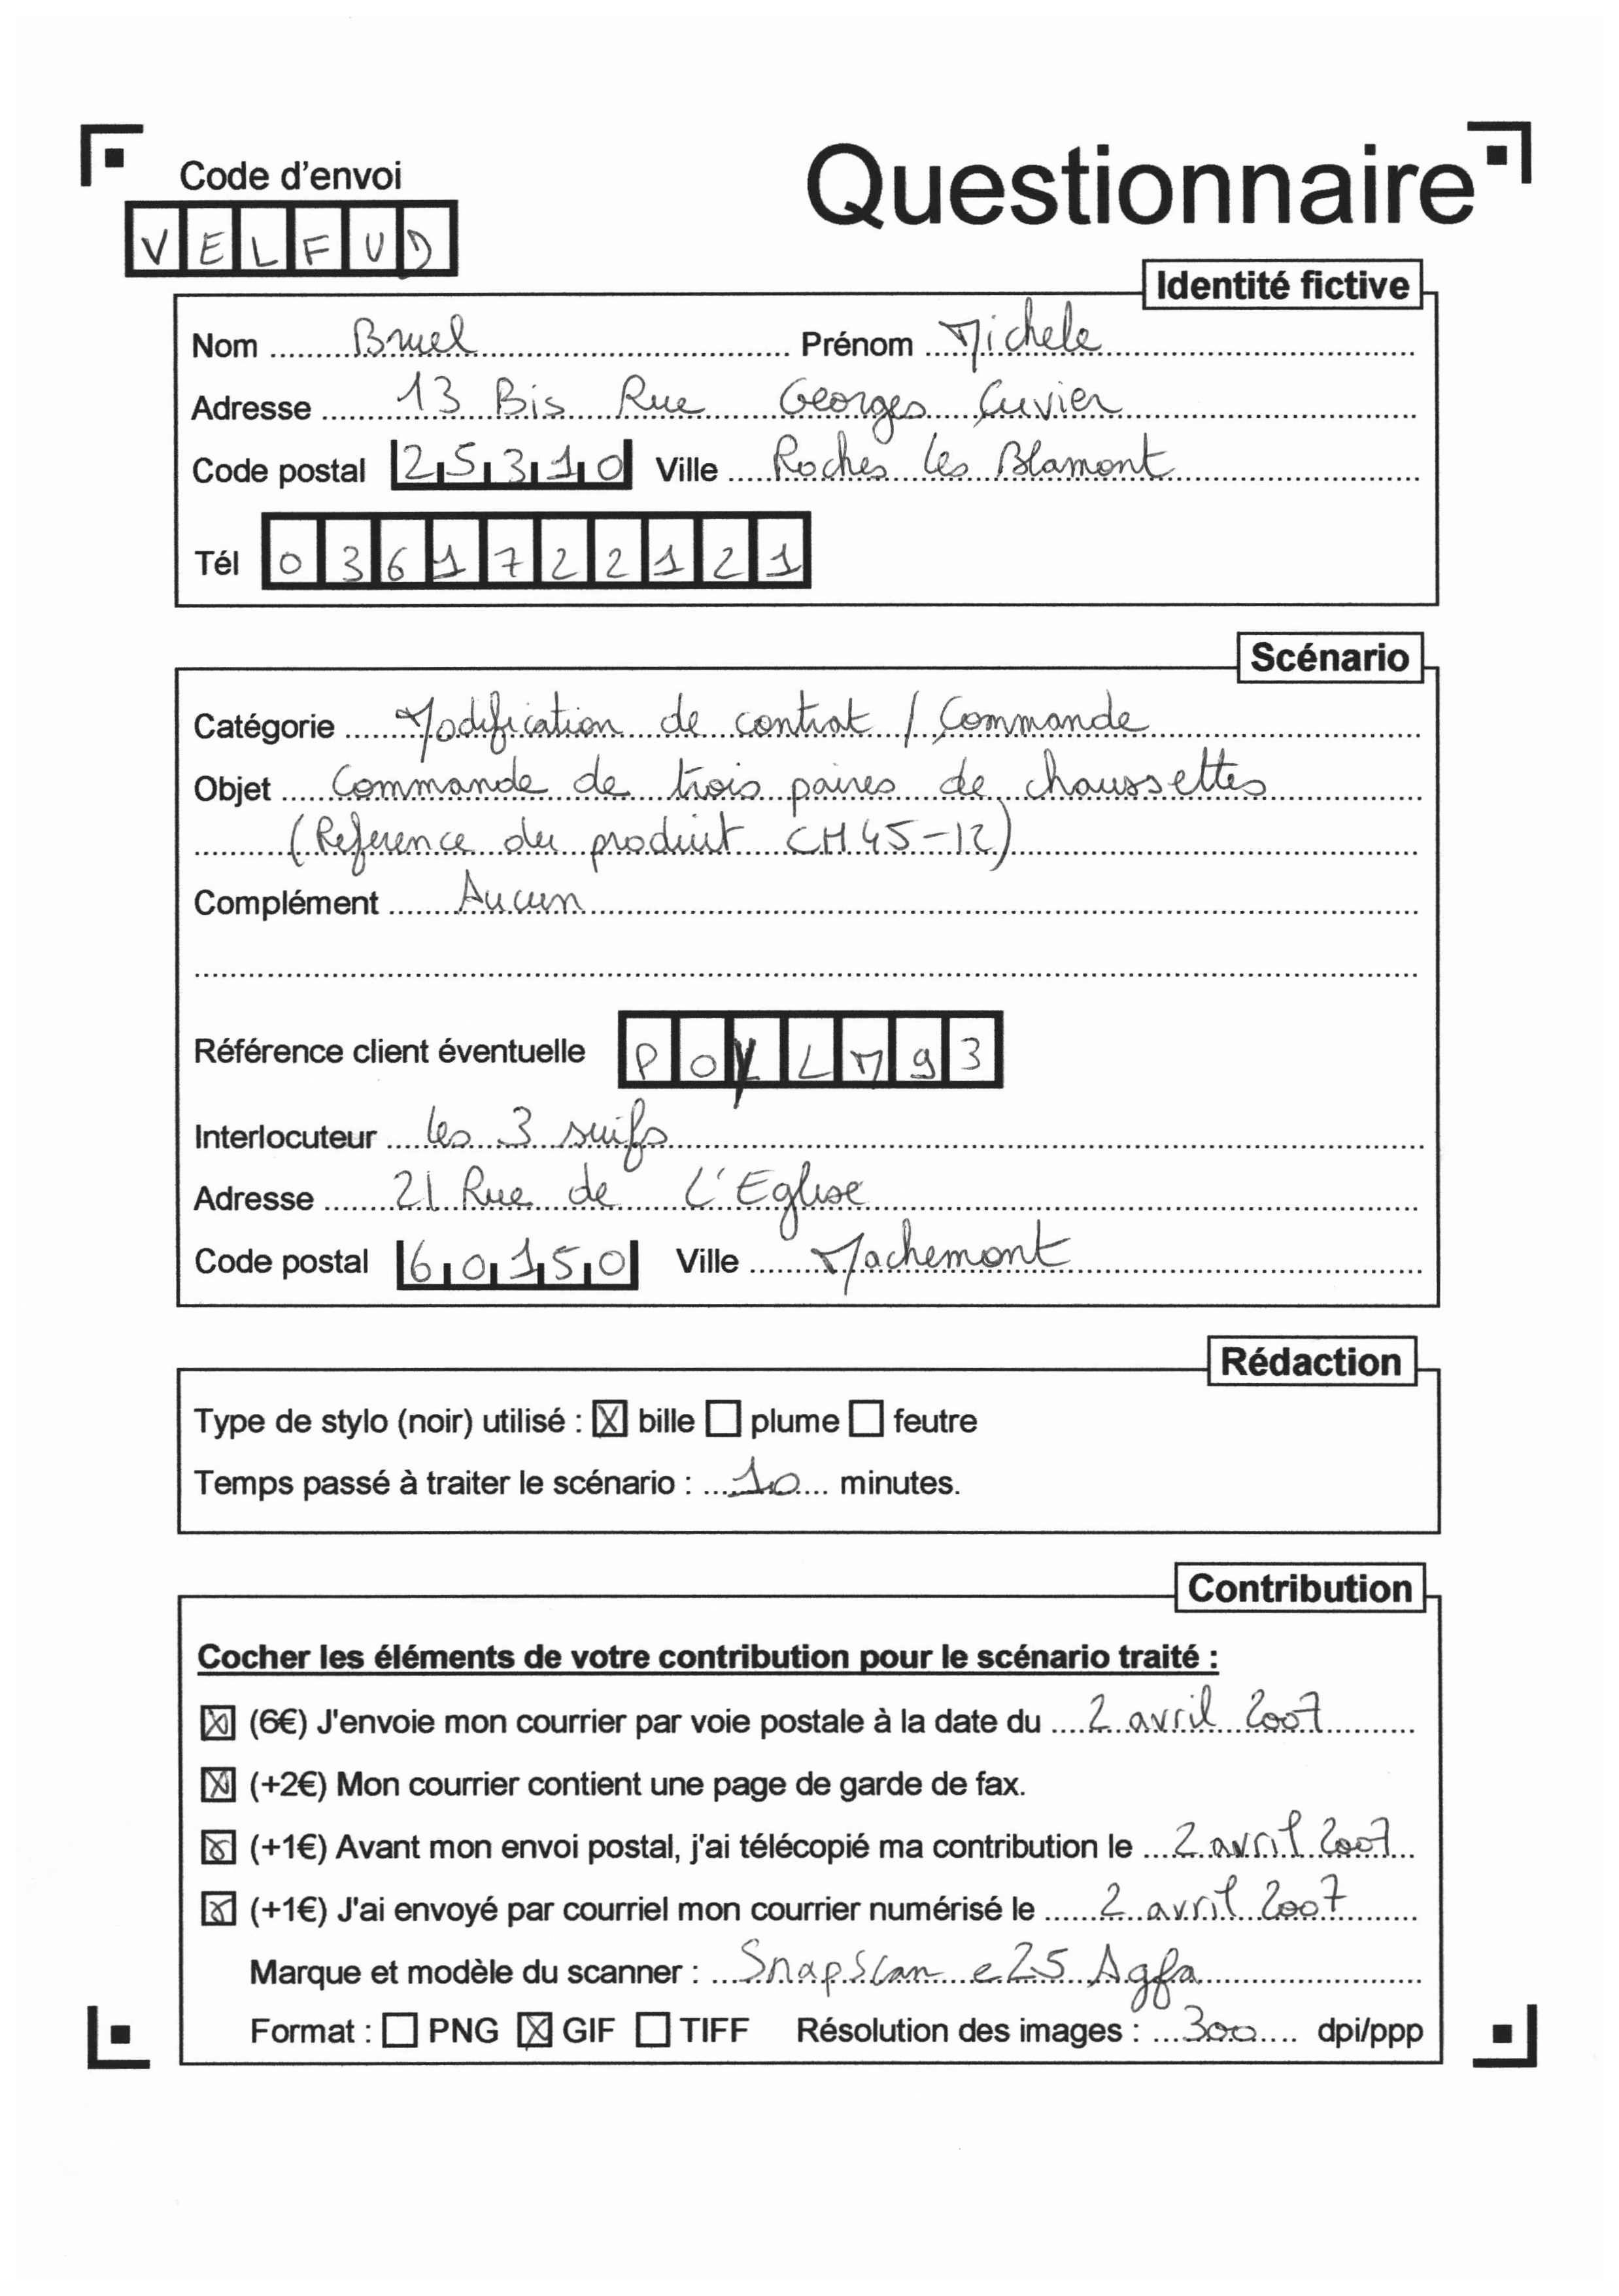 Code d'envoi
Questionnaire
VELFUD
Identité fictive
Nom Bruel Prénom Michele
Adresse 13 Bis Rue Georges Cuvier
Code postal 25310 Ville Roches les Blamont
Tél 0361722121
Scénario
Catégorie Modification de contrat / Commande
Objet Commande de trois paires de chaussettes
(Reference du produit CH45-12)
Complément Aucun
Référence client éventuelle POYLM93
Interlocuteur les 3 suifs
Adresse 21 Rue de L'Eglise
Code postal 60150 Ville Machemont
Rédaction
Type de stylo (noir) utilisé : ☒ bille ☐ plume ☐ feutre
Temps passé à traiter le scénario : 10 minutes.
Contribution
Cocher les éléments de votre contribution pour le scénario traité :
☒ (6€) J'envoie mon courrier par voie postale à la date du 2 avril 2007
☒ (+2€) Mon courrier contient une page de garde de fax.
☒ (+1€) Avant mon envoi postal, j'ai télécopié ma contribution le 2 avril 2007
☒ (+1€) J'ai envoyé par courriel mon courrier numérisé le 2 avril 2007
Marque et modèle du scanner : SnapScan e25 Agfa
Format : ☐ PNG ☒ GIF ☐ TIFF Résolution des images : 300 dpi/ppp